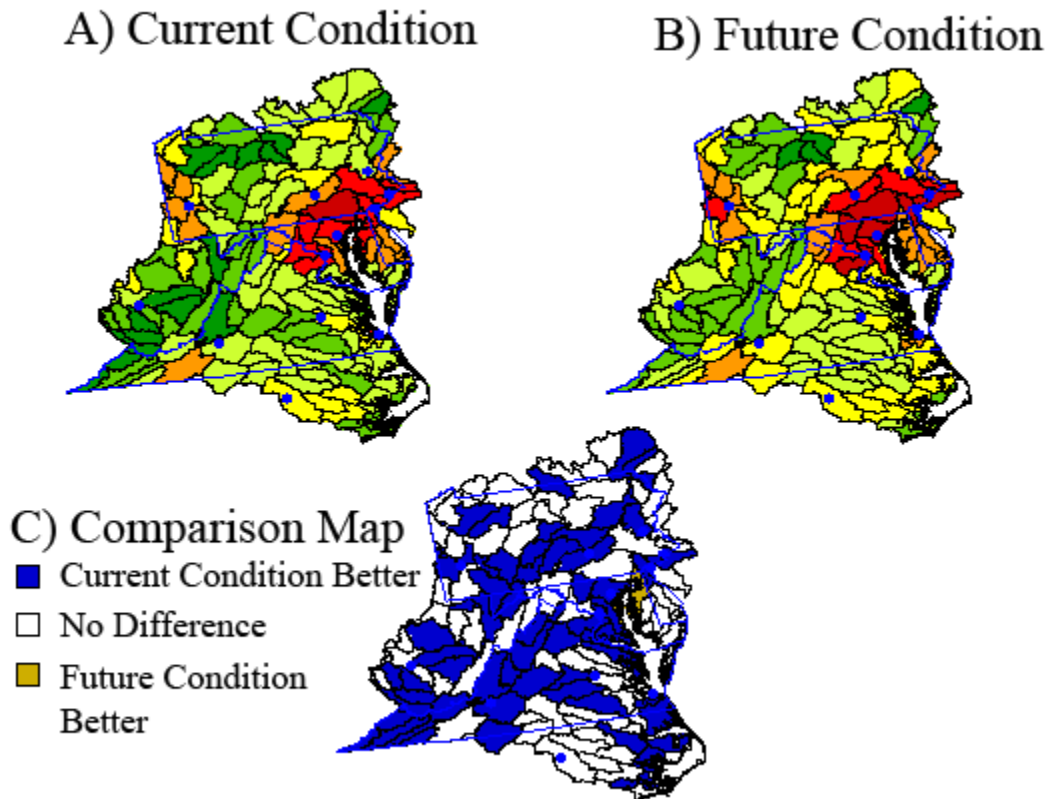 A) Current Condition
B) Future Condition
C) Comparison Map
Current Condition Better
No Difference
Future Condition
Better